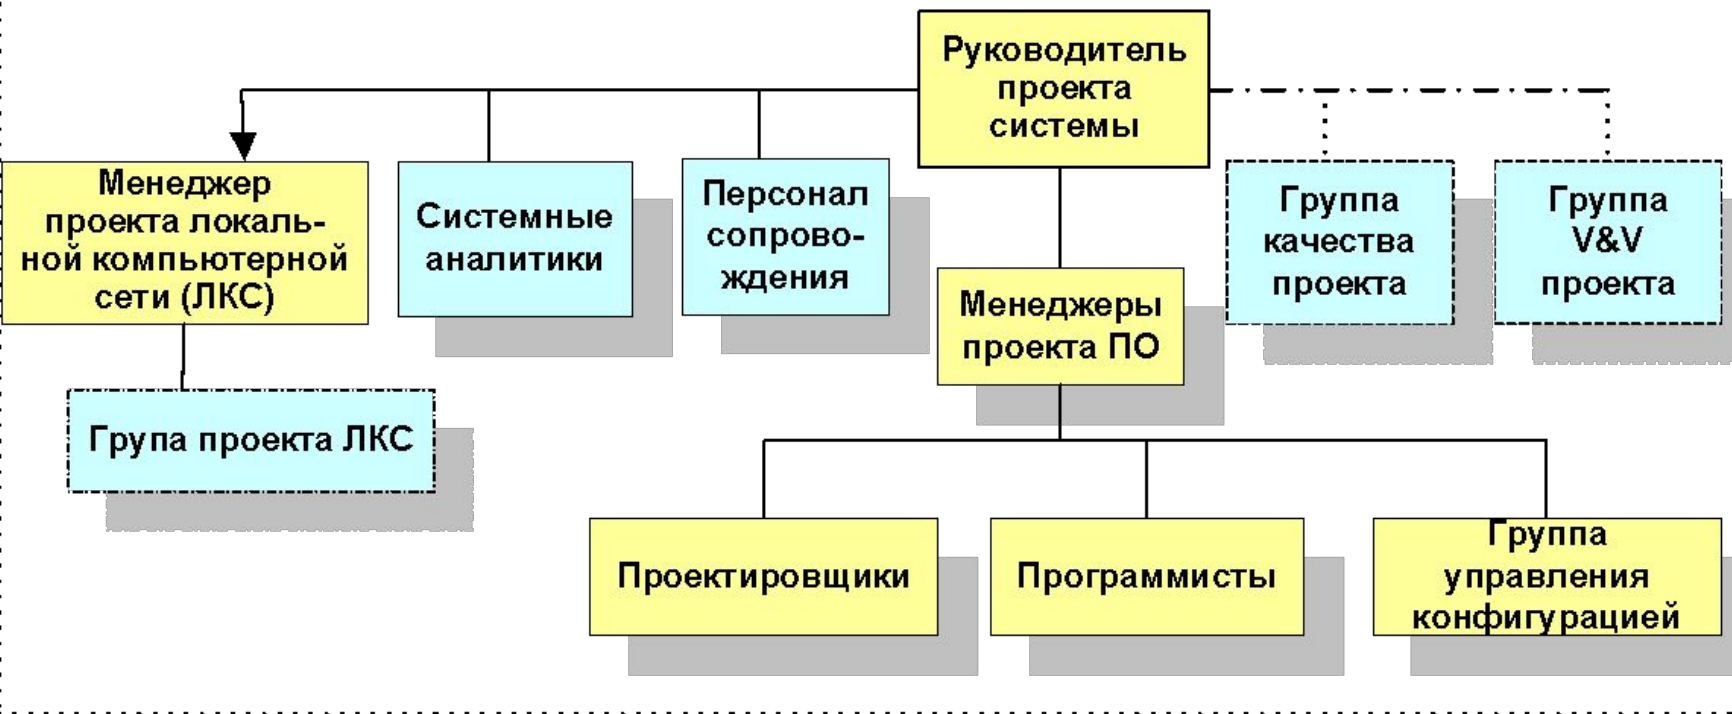 Руководитель
проекта
системы
Менеджер
проекта локаль-
ной компьютерной
сети (ЛКС)
Системные
аналитики
Персонал
сопрово-
ждения
Группа
качества
проекта
Группа
V&V
проекта
Менеджеры
проекта ПО
Група проекта ЛКС
Проектировщики
Программисты
Группа
управления
конфигурацией